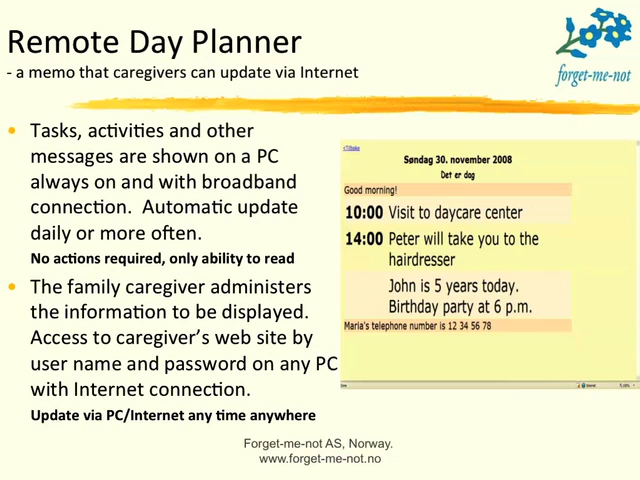 Remote Day Planner
- a memo that caregivers can update via Internet
forget-me-not
• Tasks, activities and other
messages are shown on a PC
always on and with broadband
connection. Automatic update
daily or more often.
No actions required, only ability to read
• The family caregiver administers
the information to be displayed.
Access to caregiver's web site by
user name and password on any PC
with Internet connection.
Update via PC/Internet any time anywhere
<Tilbake
Søndag 30. november 2008
Det er dag
Good morning!
10:00 Visit to daycare center
14:00 Peter will take you to the
hairdresser
John is 5 years today.
Birthday party at 6 p.m.
Maria's telephone number is 12 34 56 78
Forget-me-not AS, Norway.
www.forget-me-not.no